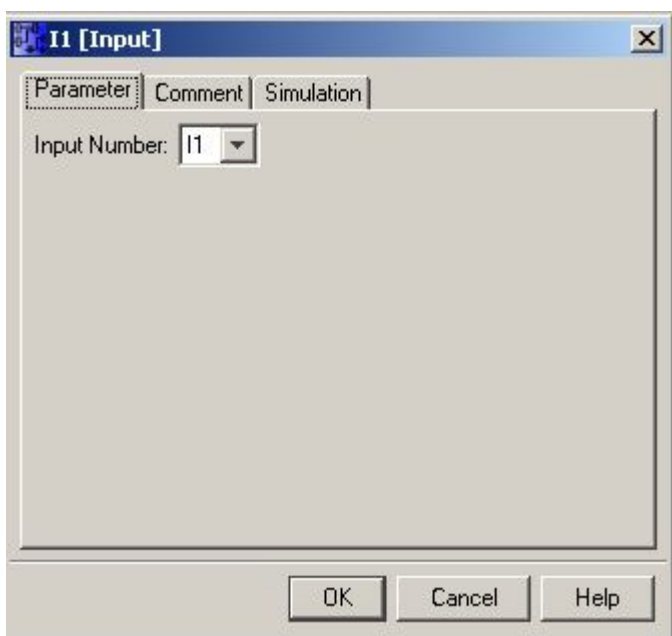 I1 [Input]
Parameter Comment Simulation
Input Number: I1
OK Cancel Help